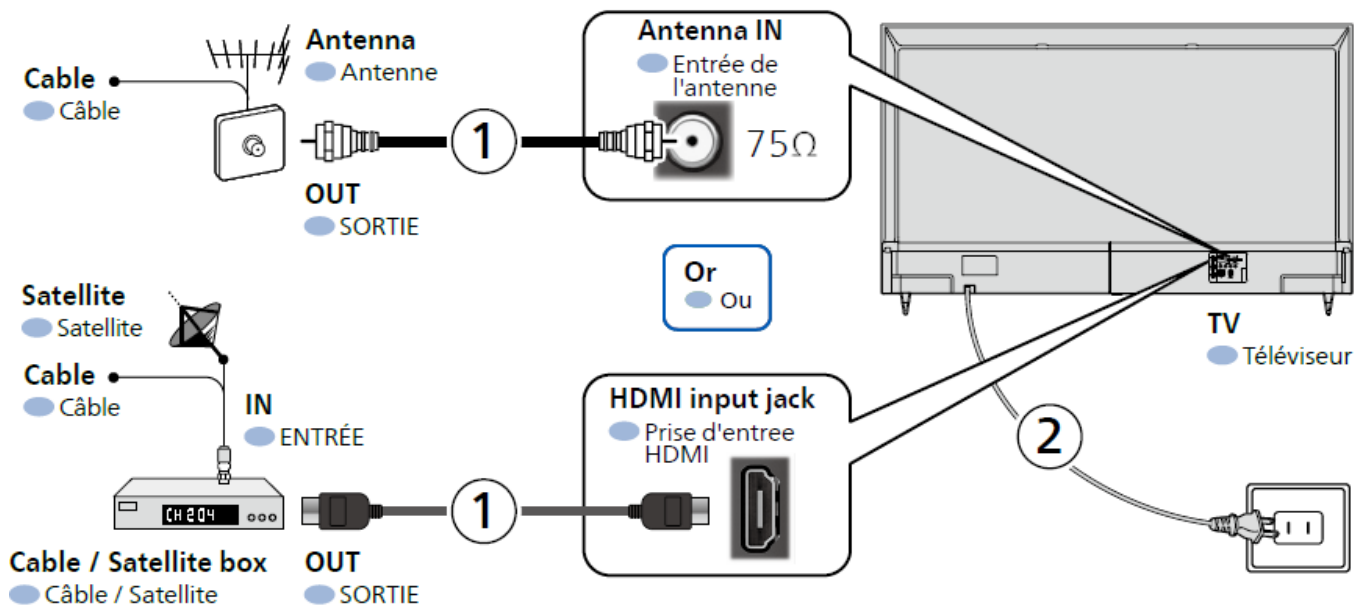 Antenna
Antenne
Cable
Câble
1
OUT
SORTIE
Antenna IN
Entrée de
l'antenne
75Ω
Or
Ou
TV
Téléviseur
Satellite
Satellite
Cable
Câble
IN
ENTRÉE
CH 204
Cable / Satellite box
Câble / Satellite
OUT
SORTIE
1
HDMI input jack
Prise d'entree
HDMI
2